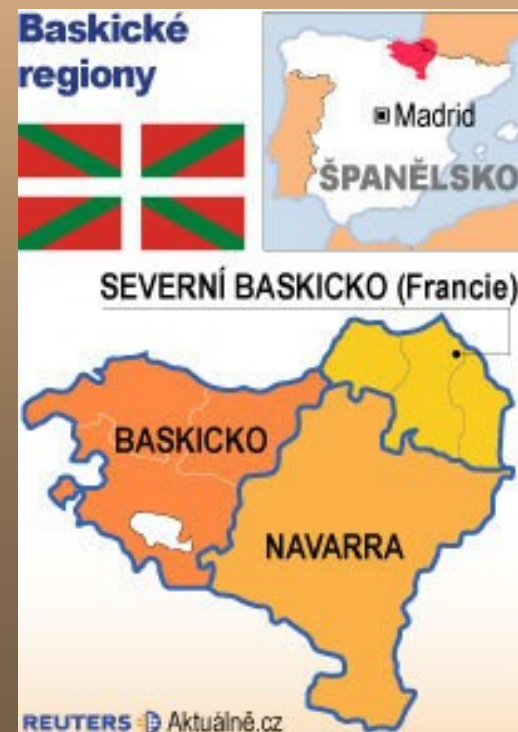 Baskické
regiony
Madrid
ŠPANĚLSKO
SEVERNÍ BASKICKO (Francie)
BASKICKO
NAVARRA
REUTERS Aktuálně.cz